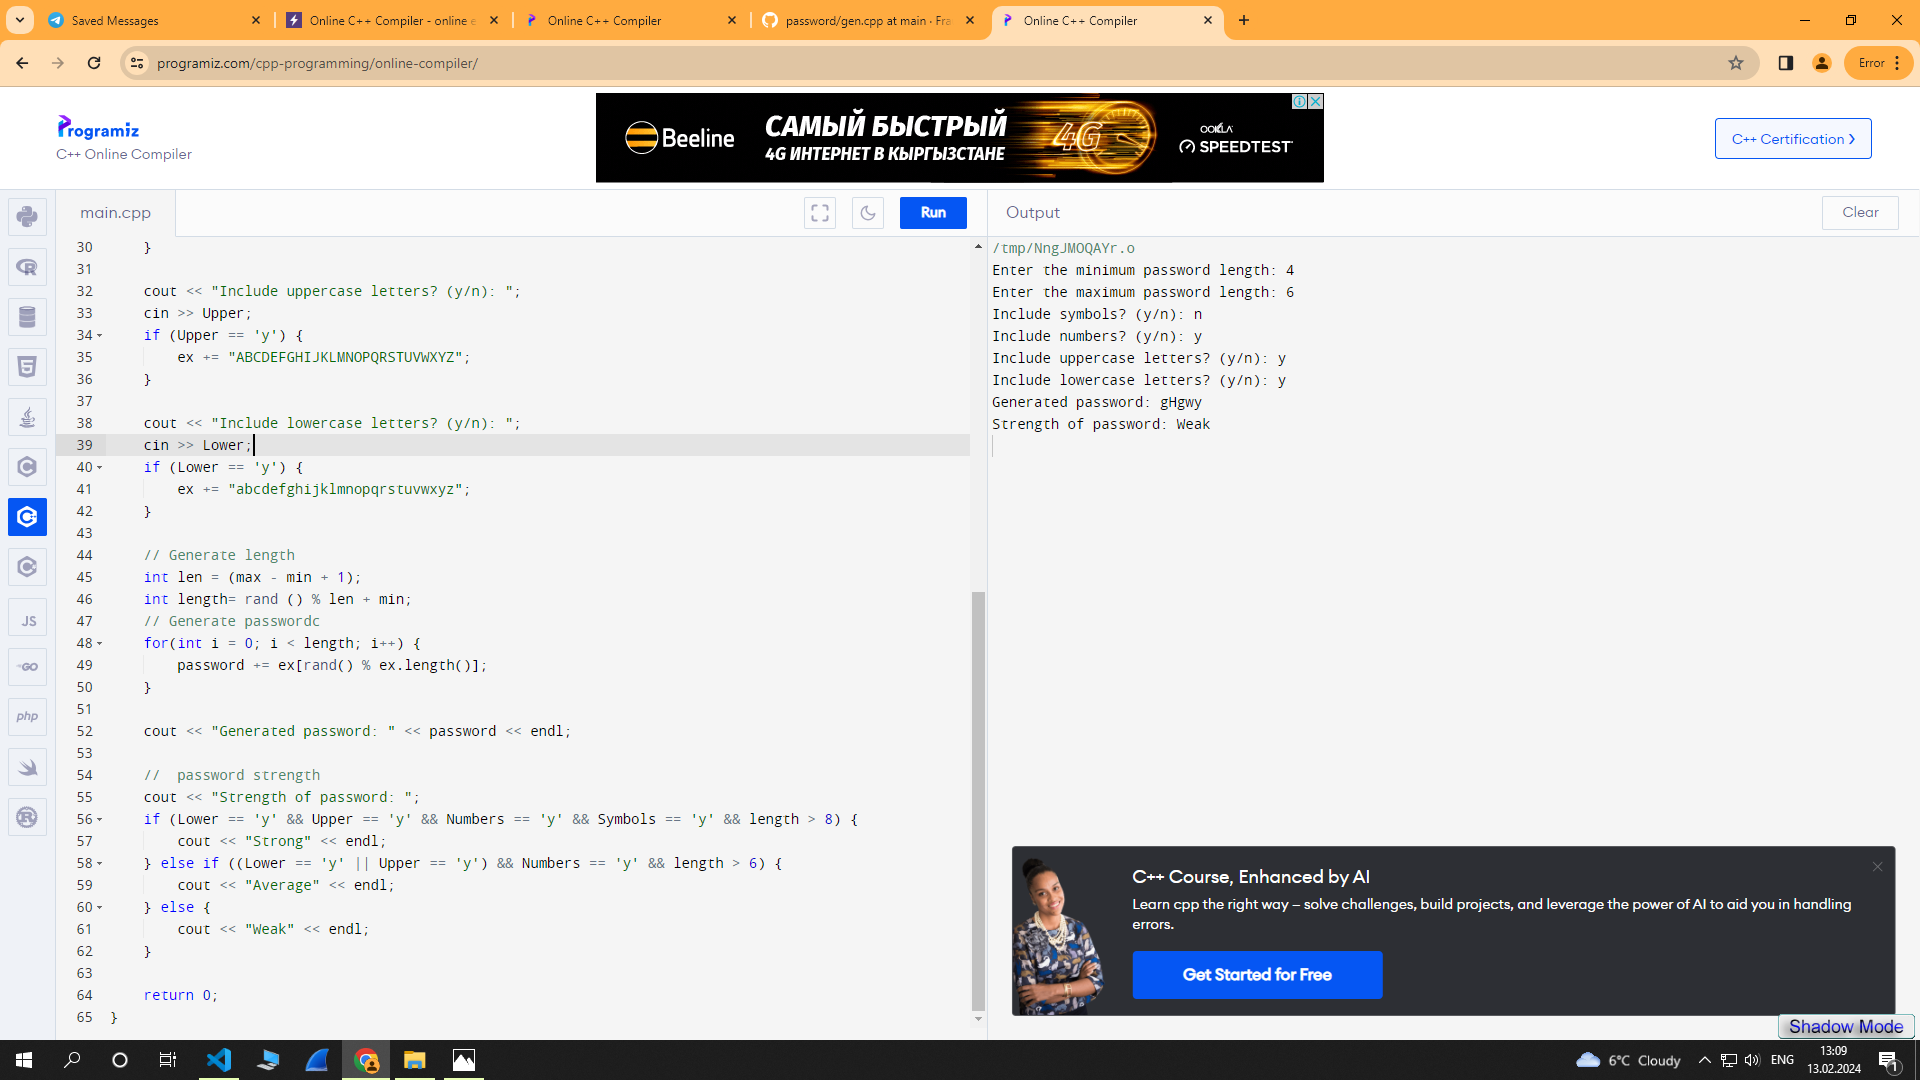 Saved Messages
Online C++ Compiler - online e
Online C++ Compiler
password/gen.cpp at main · Fra
Online C++ Compiler
programiz.com/cpp-programming/online-compiler/
Error
Programiz
C++ Online Compiler
Beeline
САМЫЙ БЫСТРЫЙ
4G ИНТЕРНЕТ В КЫРГЫЗСТАНЕ
4G
OOKLA
SPEEDTEST
C++ Certification
main.cpp
Run
Output
Clear
30 }
31
32 cout << "Include uppercase letters? (y/n): ";
33 cin >> Upper;
34 if (Upper == 'y') {
35 ex += "ABCDEFGHIJKLMNOPQRSTUVWXYZ";
36 }
37
38 cout << "Include lowercase letters? (y/n): ";
39 cin >> Lower;
40 if (Lower == 'y') {
41 ex += "abcdefghijklmnopqrstuvwxyz";
42 }
43
44 // Generate length
45 int len = (max - min + 1);
46 int length= rand () % len + min;
47 // Generate passwordc
48 for(int i = 0; i < length; i++) {
49 password += ex[rand() % ex.length()];
50 }
51
52 cout << "Generated password: " << password << endl;
53
54 //  password strength
55 cout << "Strength of password: ";
56 if (Lower == 'y' && Upper == 'y' && Numbers == 'y' && Symbols == 'y' && length > 8) {
57 cout << "Strong" << endl;
58 } else if ((Lower == 'y' || Upper == 'y') && Numbers == 'y' && length > 6) {
59 cout << "Average" << endl;
60 } else {
61 cout << "Weak" << endl;
62 }
63
64 return 0;
65 }
/tmp/NngJMOQAYr.o
Enter the minimum password length: 4
Enter the maximum password length: 6
Include symbols? (y/n): n
Include numbers? (y/n): y
Include uppercase letters? (y/n): y
Include lowercase letters? (y/n): y
Generated password: gHgwy
Strength of password: Weak
JS
GO
php
C++ Course, Enhanced by AI
Learn cpp the right way – solve challenges, build projects, and leverage the power of AI to aid you in handling
errors.
Get Started for Free
Shadow Mode
6°C Cloudy
ENG
13:09
13.02.2024
1